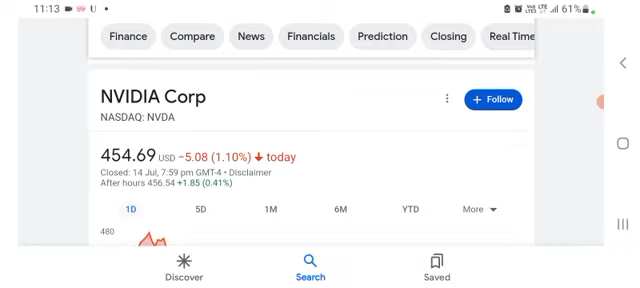 11:13
61%
Finance Compare News Financials Prediction Closing Real Time
NVIDIA Corp
NASDAQ: NVDA
+ Follow
454.69 USD −5.08 (1.10%) today
Closed: 14 Jul, 7:59 pm GMT-4 • Disclaimer
After hours 456.54 +1.85 (0.41%)
1D 5D 1M 6M YTD More
480
Discover Search Saved